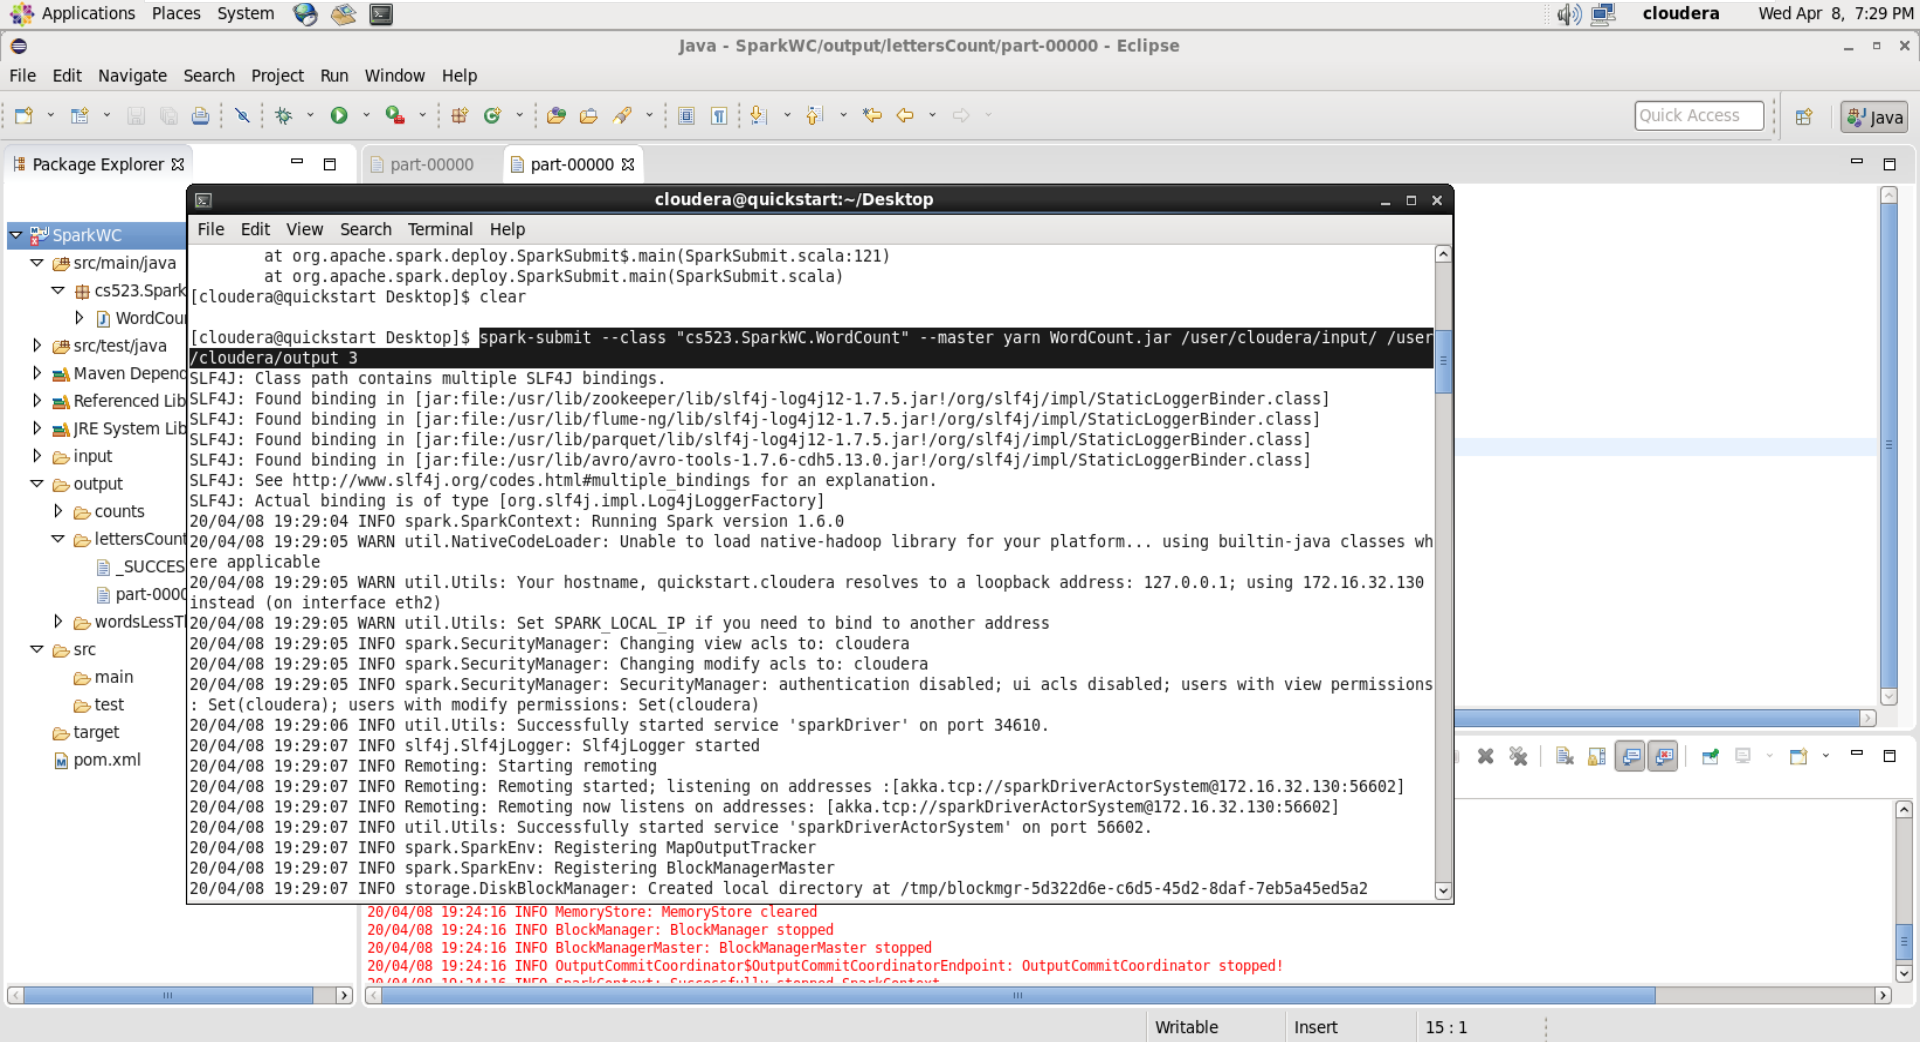 Applications Places System
cloudera Wed Apr 8, 7:29 PM
Java - SparkWC/output/lettersCount/part-00000 - Eclipse
File Edit Navigate Search Project Run Window Help
Quick Access
Java
Package Explorer
part-00000
part-00000
SparkWC
src/main/java
cs523.Spark
WordCou
src/test/java
Maven Depend
Referenced Lib
JRE System Lib
input
output
counts
lettersCount
_SUCCES
part-0000
wordsLessT
src
main
test
target
pom.xml
cloudera@quickstart:~/Desktop
File Edit View Search Terminal Help
at org.apache.spark.deploy.SparkSubmit$.main(SparkSubmit.scala:121)
at org.apache.spark.deploy.SparkSubmit.main(SparkSubmit.scala)
[cloudera@quickstart Desktop]$ clear
[cloudera@quickstart Desktop]$ spark-submit --class "cs523.SparkWC.WordCount" --master yarn WordCount.jar /user/cloudera/input/ /user
/cloudera/output 3
SLF4J: Class path contains multiple SLF4J bindings.
SLF4J: Found binding in [jar:file:/usr/lib/zookeeper/lib/slf4j-log4j12-1.7.5.jar!/org/slf4j/impl/StaticLoggerBinder.class]
SLF4J: Found binding in [jar:file:/usr/lib/flume-ng/lib/slf4j-log4j12-1.7.5.jar!/org/slf4j/impl/StaticLoggerBinder.class]
SLF4J: Found binding in [jar:file:/usr/lib/parquet/lib/slf4j-log4j12-1.7.5.jar!/org/slf4j/impl/StaticLoggerBinder.class]
SLF4J: Found binding in [jar:file:/usr/lib/avro/avro-tools-1.7.6-cdh5.13.0.jar!/org/slf4j/impl/StaticLoggerBinder.class]
SLF4J: See http://www.slf4j.org/codes.html#multiple_bindings for an explanation.
SLF4J: Actual binding is of type [org.slf4j.impl.Log4jLoggerFactory]
20/04/08 19:29:04 INFO spark.SparkContext: Running Spark version 1.6.0
20/04/08 19:29:05 WARN util.NativeCodeLoader: Unable to load native-hadoop library for your platform... using builtin-java classes wh
ere applicable
20/04/08 19:29:05 WARN util.Utils: Your hostname, quickstart.cloudera resolves to a loopback address: 127.0.0.1; using 172.16.32.130
instead (on interface eth2)
20/04/08 19:29:05 WARN util.Utils: Set SPARK_LOCAL_IP if you need to bind to another address
20/04/08 19:29:05 INFO spark.SecurityManager: Changing view acls to: cloudera
20/04/08 19:29:05 INFO spark.SecurityManager: Changing modify acls to: cloudera
20/04/08 19:29:05 INFO spark.SecurityManager: SecurityManager: authentication disabled; ui acls disabled; users with view permissions
: Set(cloudera); users with modify permissions: Set(cloudera)
20/04/08 19:29:06 INFO util.Utils: Successfully started service 'sparkDriver' on port 34610.
20/04/08 19:29:07 INFO slf4j.Slf4jLogger: Slf4jLogger started
20/04/08 19:29:07 INFO Remoting: Starting remoting
20/04/08 19:29:07 INFO Remoting: Remoting started; listening on addresses :[akka.tcp://sparkDriverActorSystem@172.16.32.130:56602]
20/04/08 19:29:07 INFO Remoting: Remoting now listens on addresses: [akka.tcp://sparkDriverActorSystem@172.16.32.130:56602]
20/04/08 19:29:07 INFO util.Utils: Successfully started service 'sparkDriverActorSystem' on port 56602.
20/04/08 19:29:07 INFO spark.SparkEnv: Registering MapOutputTracker
20/04/08 19:29:07 INFO spark.SparkEnv: Registering BlockManagerMaster
20/04/08 19:29:07 INFO storage.DiskBlockManager: Created local directory at /tmp/blockmgr-5d322d6e-c6d5-45d2-8daf-7eb5a45ed5a2
20/04/08 19:24:16 INFO MemoryStore: MemoryStore cleared
20/04/08 19:24:16 INFO BlockManager: BlockManager stopped
20/04/08 19:24:16 INFO BlockManagerMaster: BlockManagerMaster stopped
20/04/08 19:24:16 INFO OutputCommitCoordinator$OutputCommitCoordinatorEndpoint: OutputCommitCoordinator stopped!
20/04/08 19:24:16 INFO SparkContext: Successfully stopped SparkContext
Writable Insert 15 : 1